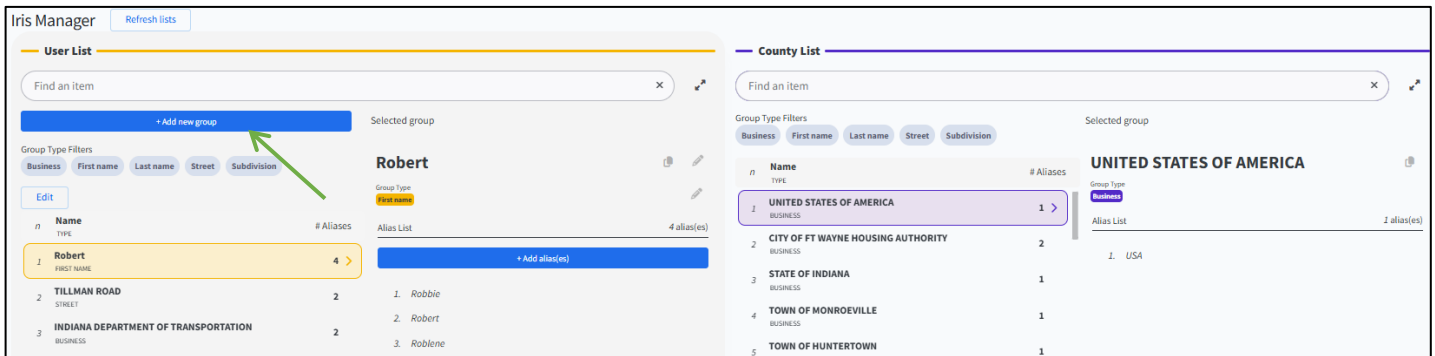 Iris Manager
Refresh lists
User List
Find an item
+ Add new group
Group Type Filters
Business First name Last name Street Subdivision
Edit
n Name # Aliases
TYPE
1 Robert 4
FIRST NAME
2 TILLMAN ROAD 2
STREET
3 INDIANA DEPARTMENT OF TRANSPORTATION 2
BUSINESS
Selected group
Robert
Group Type
First name
Alias List 4 alias(es)
+ Add alias(es)
1. Robbie
2. Robert
3. Roblene
County List
Find an item
Group Type Filters
Business First name Last name Street Subdivision
n Name # Aliases
TYPE
1 UNITED STATES OF AMERICA 1
BUSINESS
2 CITY OF FT WAYNE HOUSING AUTHORITY 2
BUSINESS
3 STATE OF INDIANA 1
BUSINESS
4 TOWN OF MONROEVILLE 1
BUSINESS
5 TOWN OF HUNTERTOWN 1
Selected group
UNITED STATES OF AMERICA
Group Type
Business
Alias List 1 alias(es)
1. USA